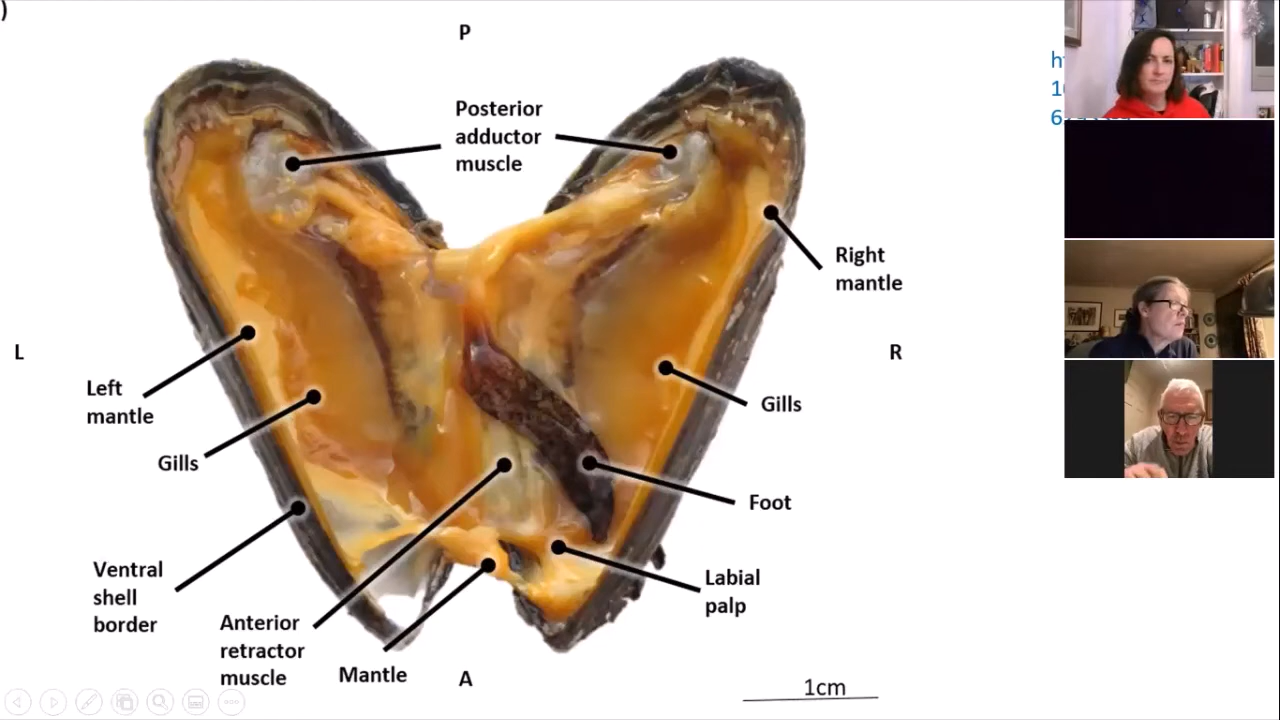 )
P
Posterior
adductor
muscle
Right
mantle
L
R
Left
mantle
Gills
Gills
Foot
Ventral
shell
border
Labial
palp
Anterior
retractor
muscle
Mantle
A
1cm